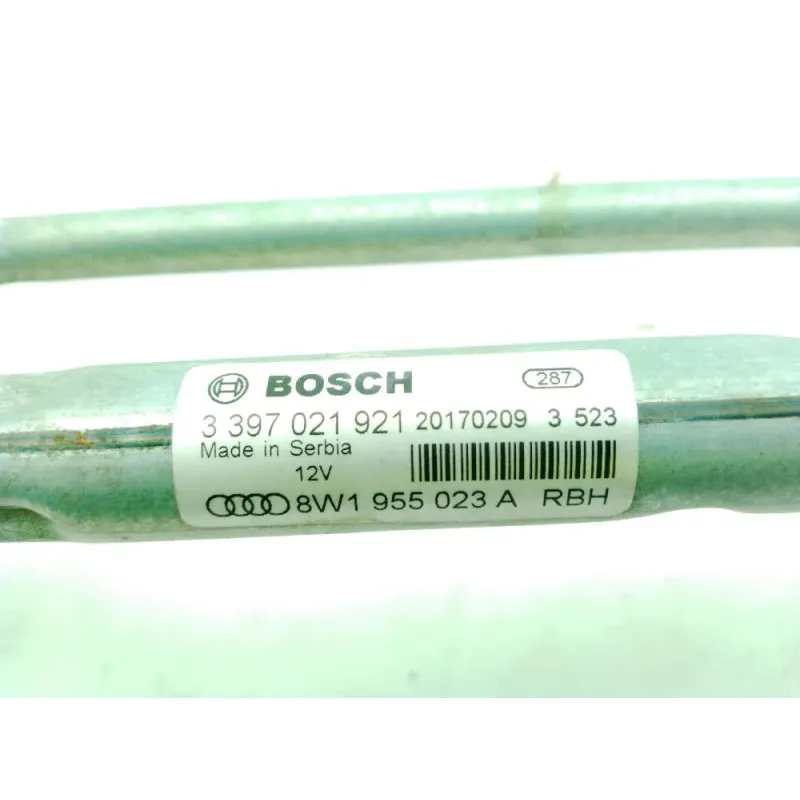 BOSCH 287
3 397 021 921 20170209 3 523
Made in Serbia
12V
8W1 955 023 A RBH